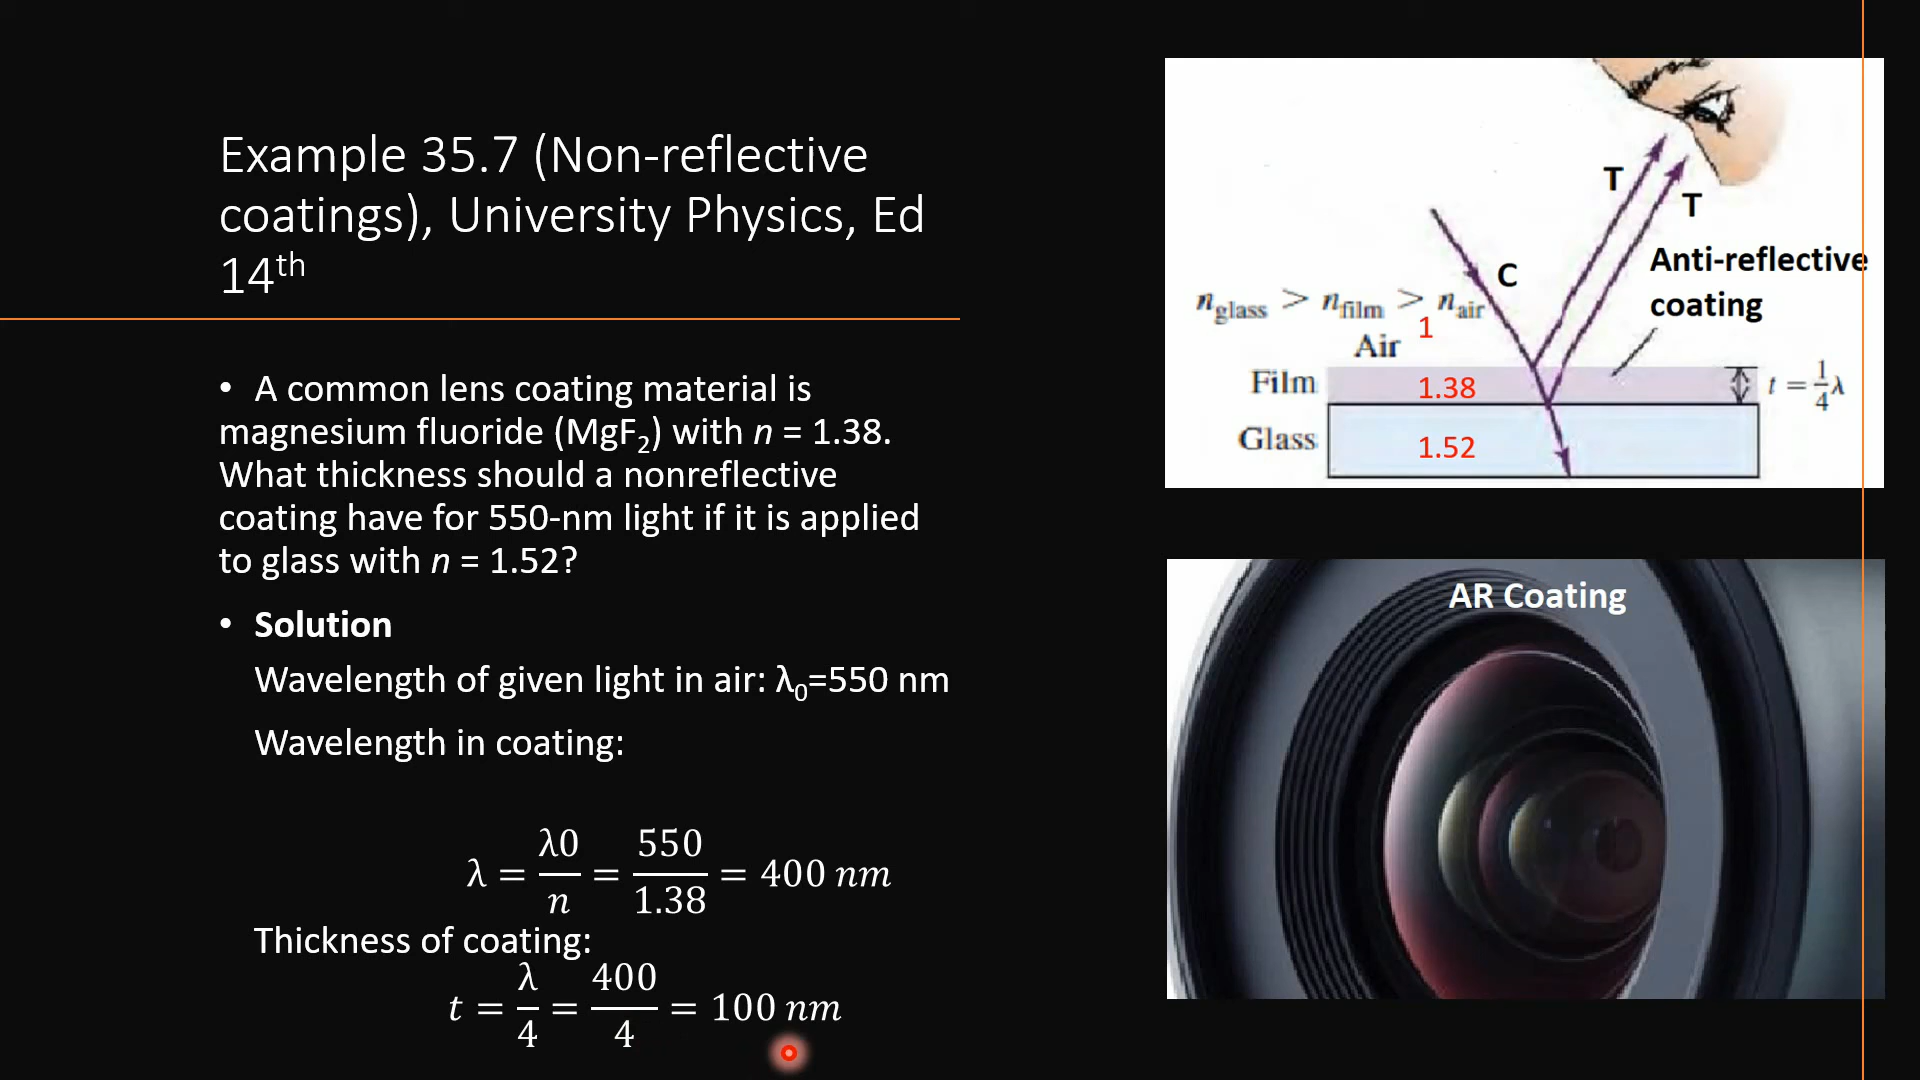 Example 35.7 (Non-reflective
coatings), University Physics, Ed
14th
• A common lens coating material is
magnesium fluoride (MgF₂) with n = 1.38.
What thickness should a nonreflective
coating have for 550-nm light if it is applied
to glass with n = 1.52?
• Solution
Wavelength of given light in air: λ₀=550 nm
Wavelength in coating:
λ = λ0/n = 550/1.38 = 400 nm
Thickness of coating:
t = λ/4 = 400/4 = 100 nm
T
T
C
Anti-reflective
coating
n_glass > n_film > n_air
1
Air
Film
1.38
t = 1/4 λ
Glass
1.52
AR Coating